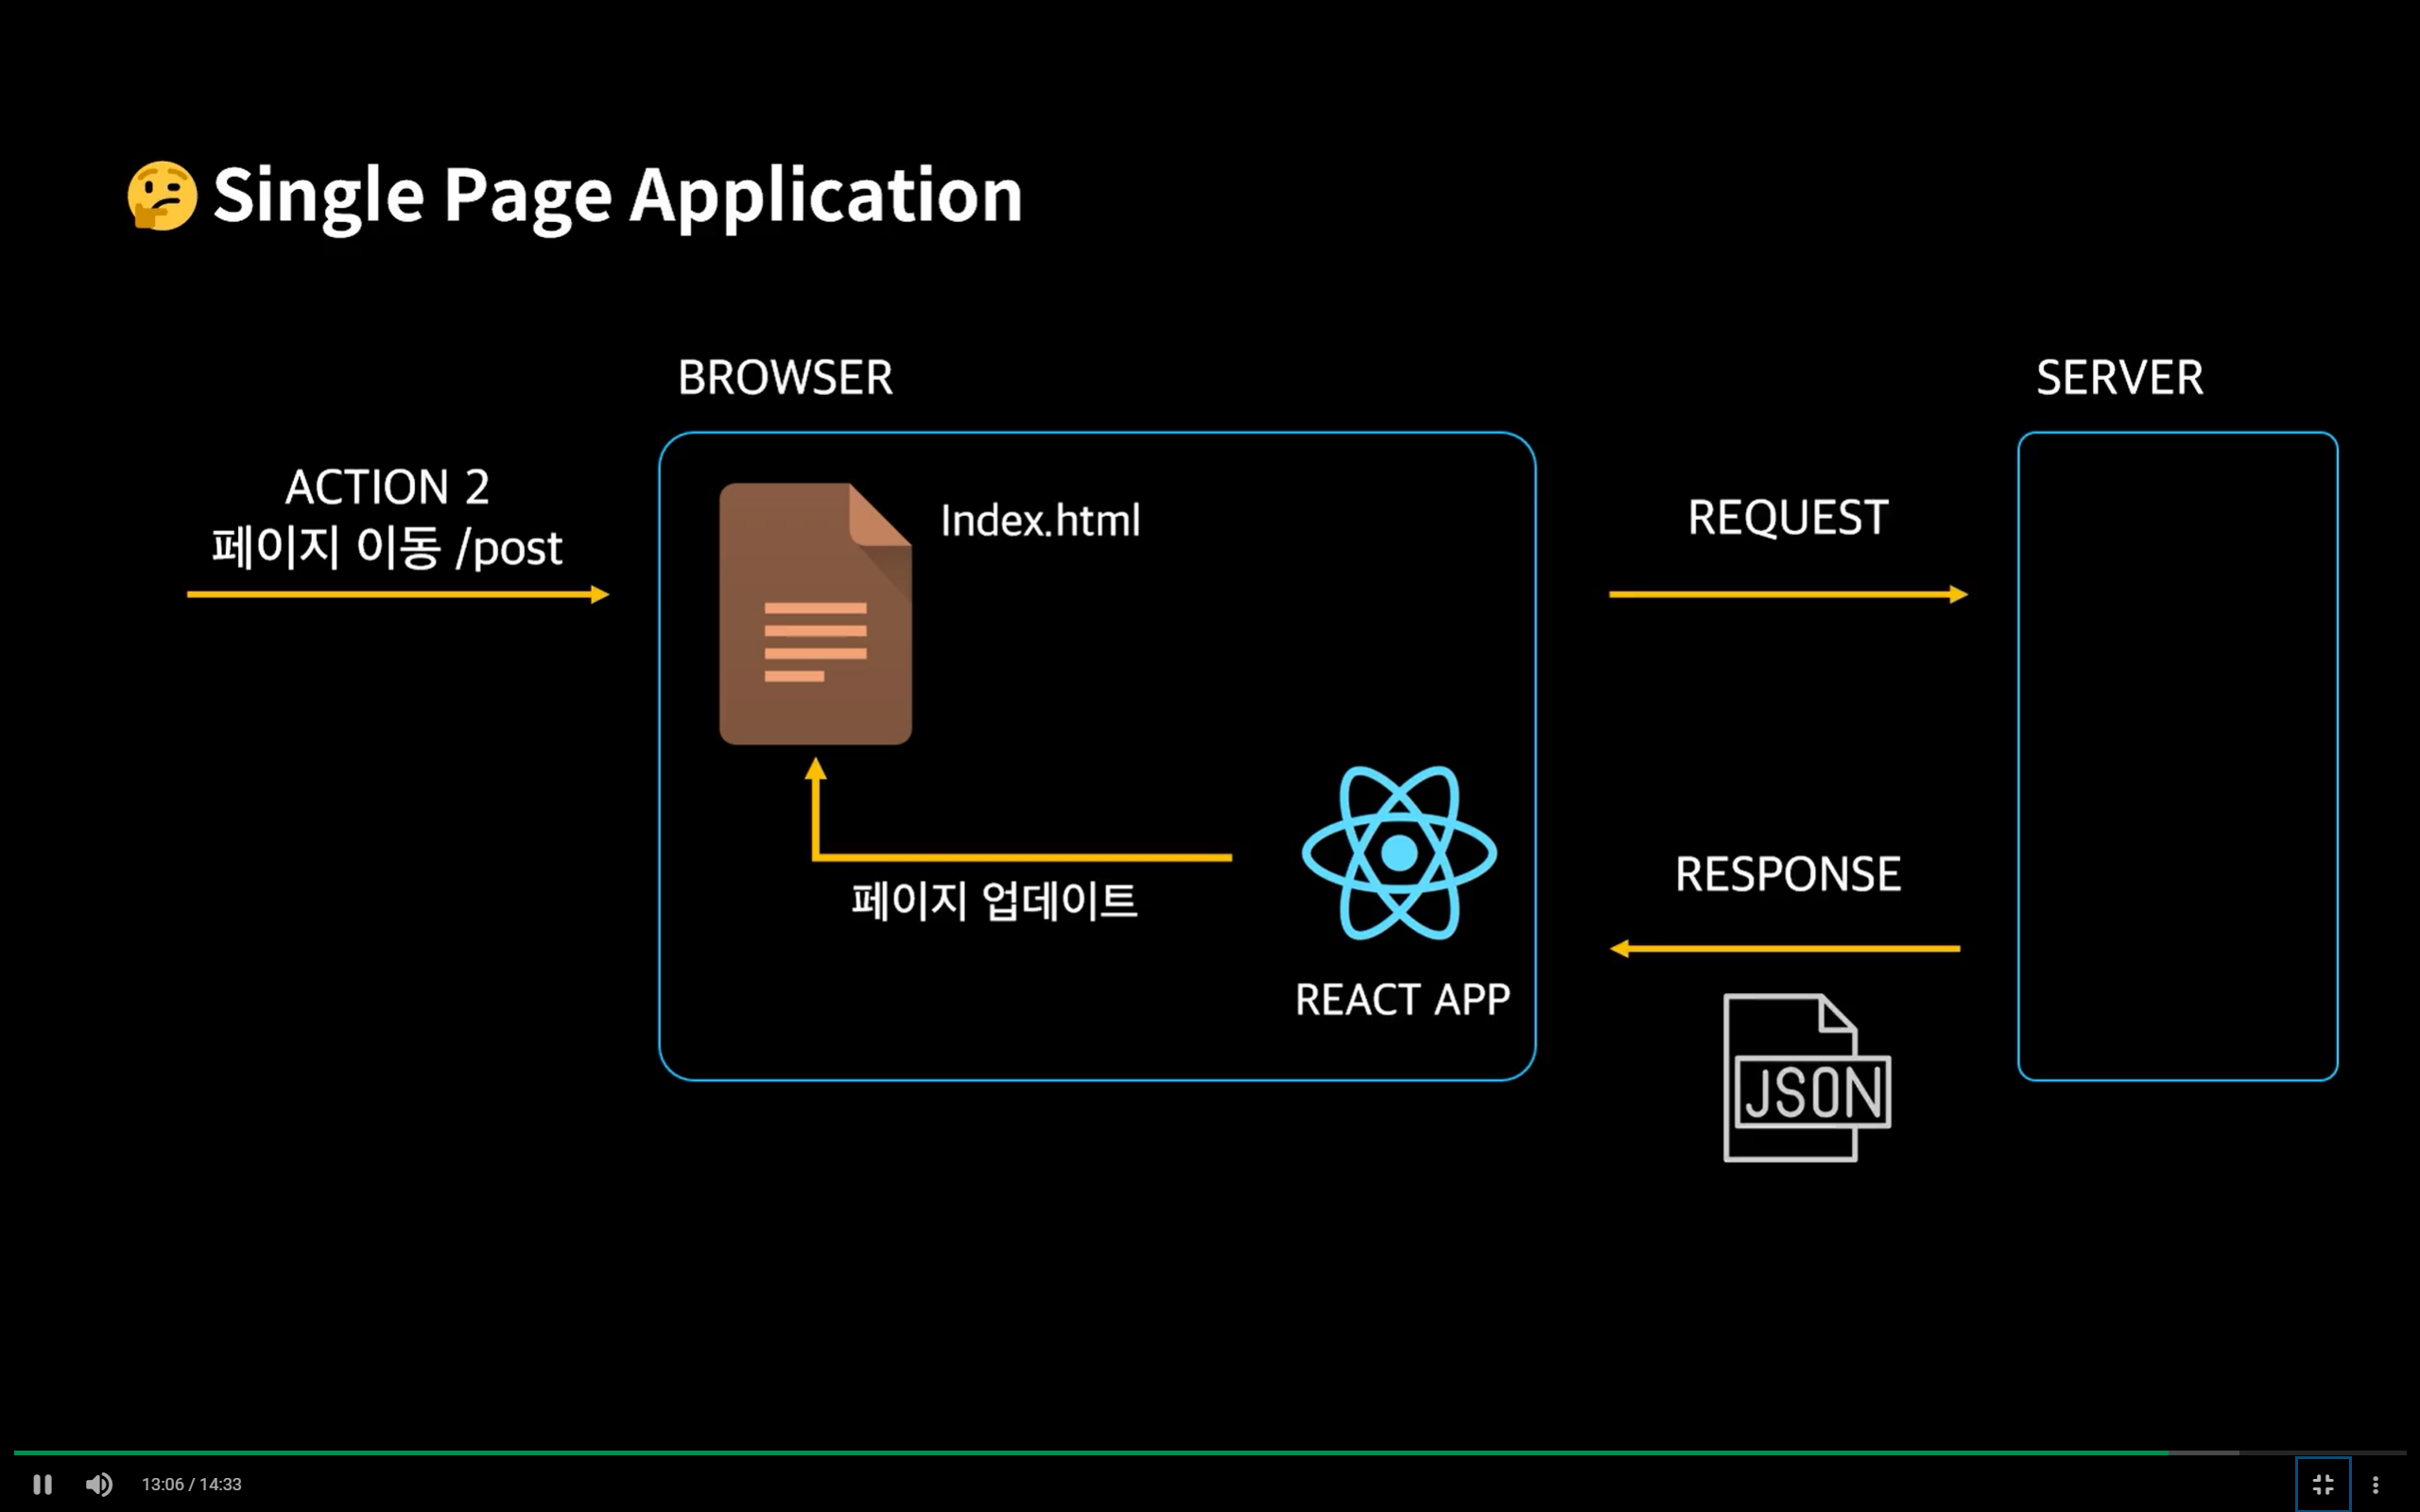 Single Page Application
BROWSER
SERVER
ACTION 2
페이지 이동 /post
Index.html
REQUEST
페이지 업데이트
RESPONSE
REACT APP
JSON
13:06 / 14:33